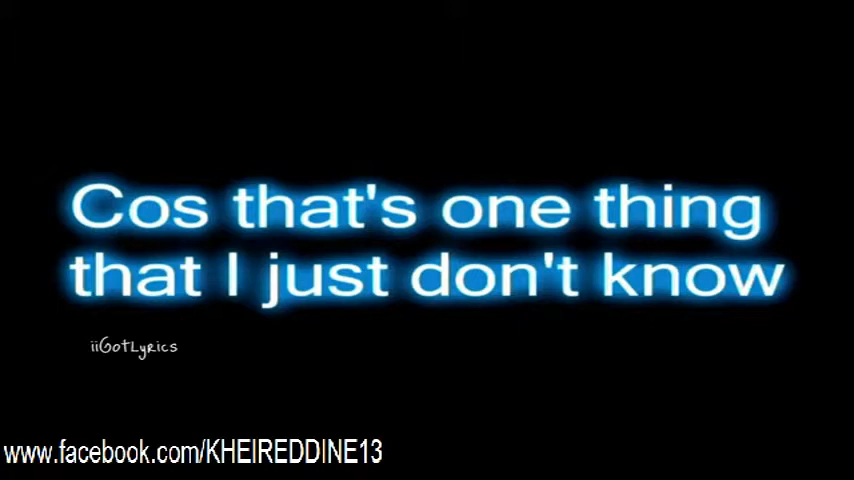 Cos that's one thing
that I just don't know
iiGotLyrics
www.facebook.com/KHEIREDDINE13